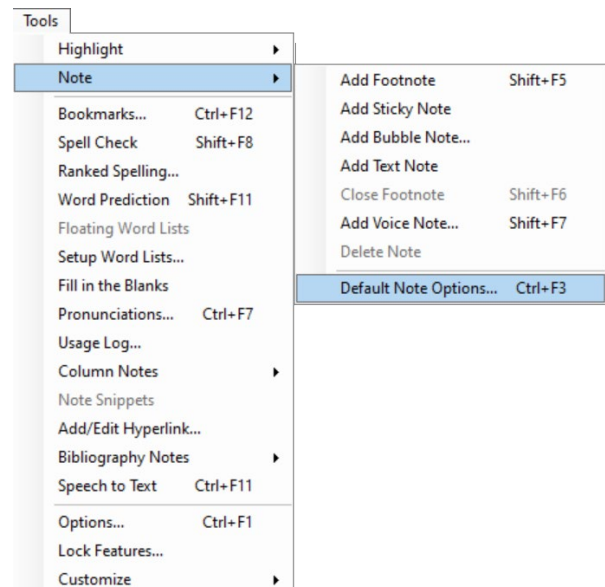 Tools
Highlight
Note
Bookmarks... Ctrl+F12
Spell Check Shift+F8
Ranked Spelling...
Word Prediction Shift+F11
Floating Word Lists
Setup Word Lists...
Fill in the Blanks
Pronunciations... Ctrl+F7
Usage Log...
Column Notes
Note Snippets
Add/Edit Hyperlink...
Bibliography Notes
Speech to Text Ctrl+F11
Options... Ctrl+F1
Lock Features...
Customize
Add Footnote Shift+F5
Add Sticky Note
Add Bubble Note...
Add Text Note
Close Footnote Shift+F6
Add Voice Note... Shift+F7
Delete Note
Default Note Options... Ctrl+F3